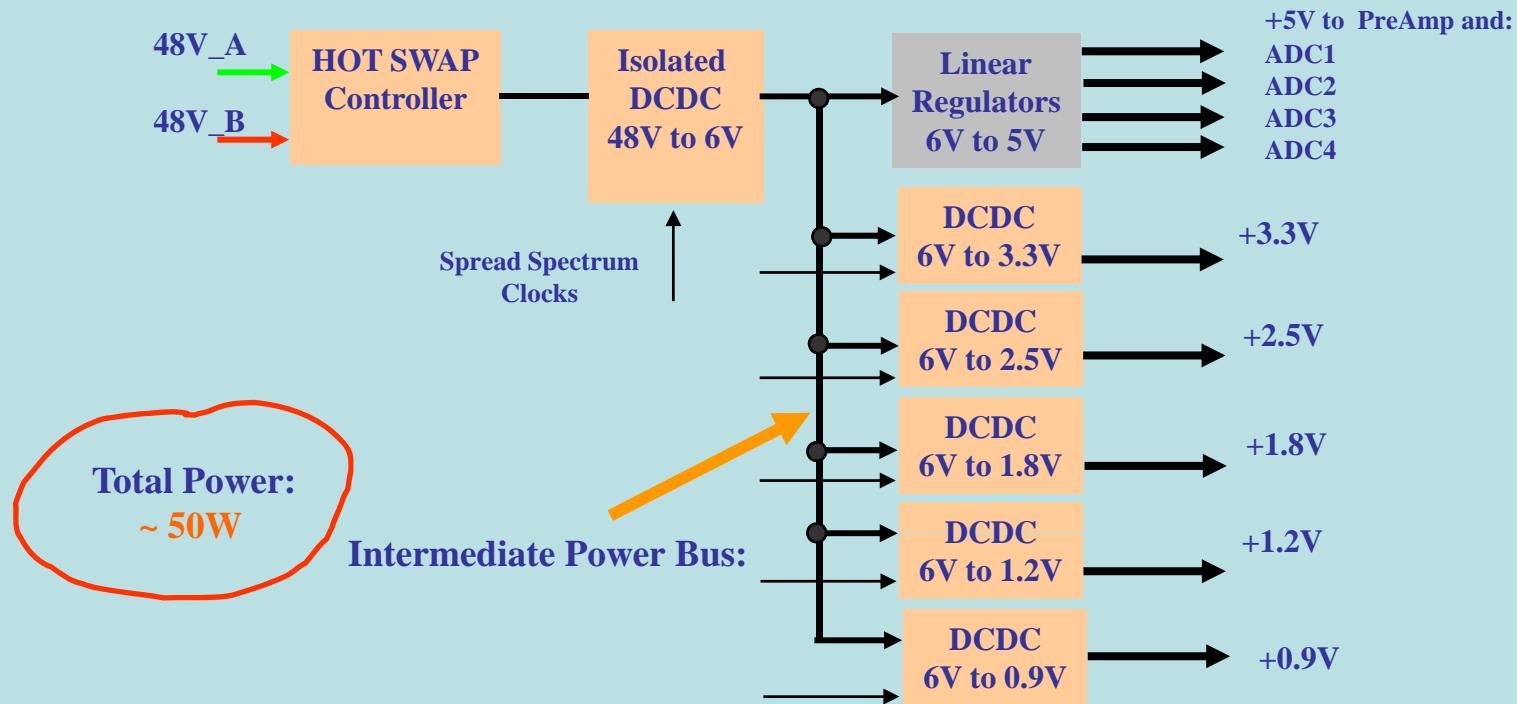 48V_A
48V_B
HOT SWAP
Controller
Isolated
DCDC
48V to 6V
Linear
Regulators
6V to 5V
+5V to PreAmp and:
ADC1
ADC2
ADC3
ADC4
Spread Spectrum
Clocks
DCDC
6V to 3.3V
+3.3V
DCDC
6V to 2.5V
+2.5V
DCDC
6V to 1.8V
+1.8V
DCDC
6V to 1.2V
+1.2V
DCDC
6V to 0.9V
+0.9V
Intermediate Power Bus:
Total Power:
~ 50W